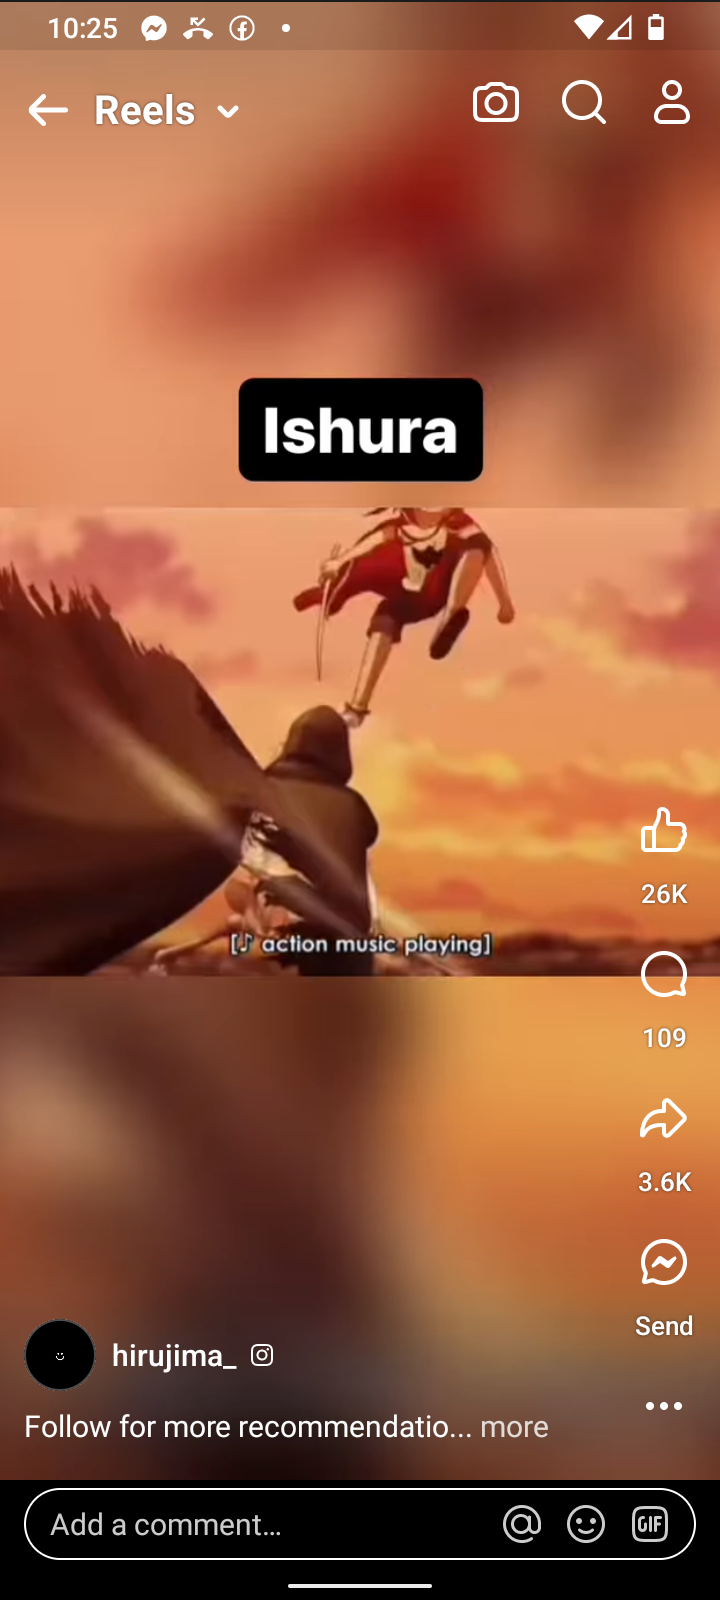 10:25
Reels
Ishura
[♪ action music playing]
26K
109
3.6K
Send
hirujima_
Follow for more recommendatio... more
Add a comment...
GIF